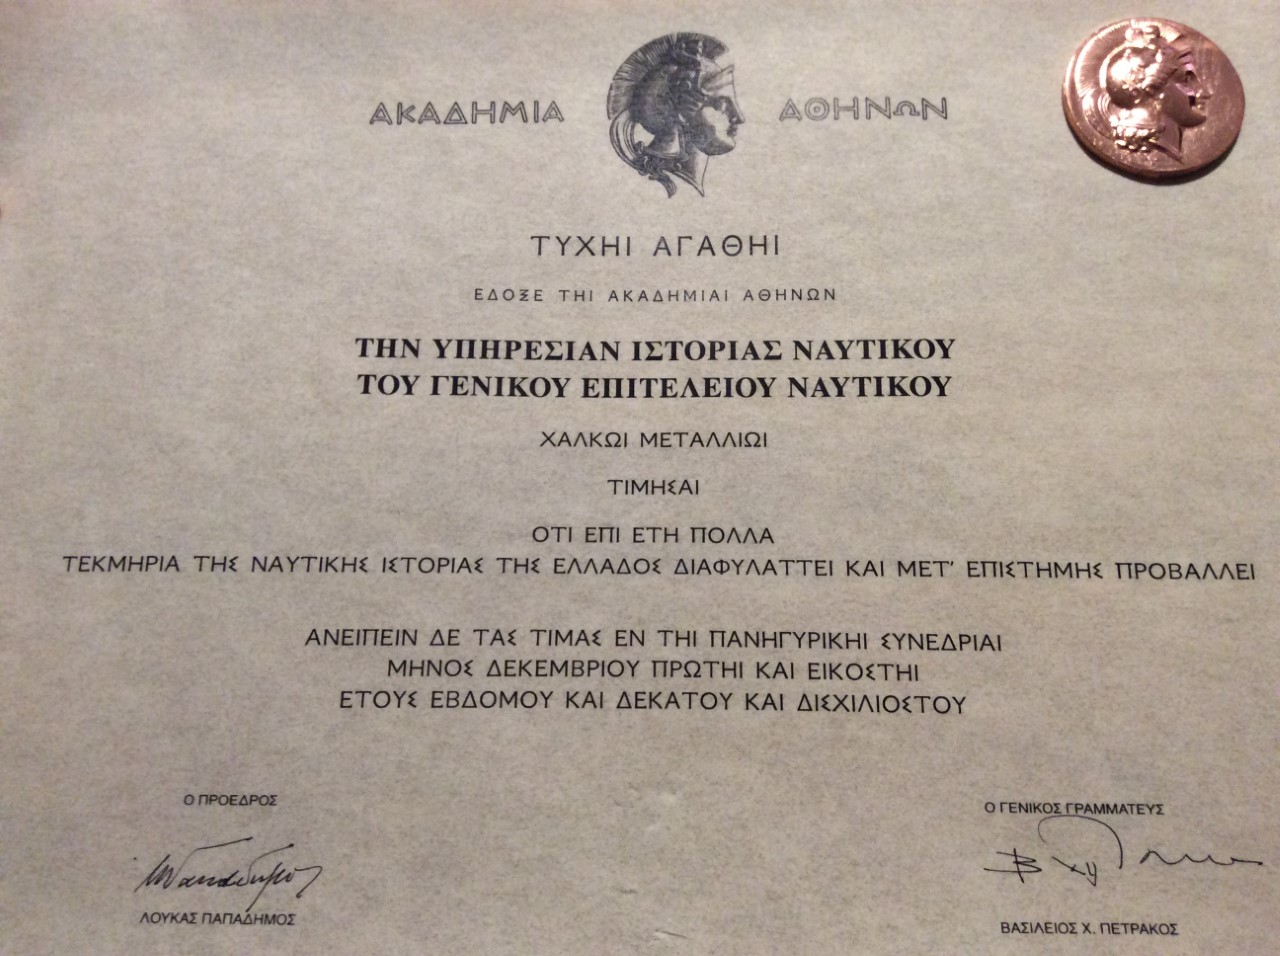 ΑΚΑΔΗΜΙΑ ΑΘΗΝΩΝ
ΤΥΧΗΙ ΑΓΑΘΗΙ
ΕΔΟΞΕ ΤΗΙ ΑΚΑΔΗΜΙΑΙ ΑΘΗΝΩΝ
ΤΗΝ ΥΠΗΡΕΣΙΑΝ ΙΣΤΟΡΙΑΣ ΝΑΥΤΙΚΟΥ
ΤΟΥ ΓΕΝΙΚΟΥ ΕΠΙΤΕΛΕΙΟΥ ΝΑΥΤΙΚΟΥ
ΧΑΛΚΩΙ ΜΕΤΑΛΛΙΩΙ
ΤΙΜΗΣΑΙ
ΟΤΙ ΕΠΙ ΕΤΗ ΠΟΛΛΑ
ΤΕΚΜΗΡΙΑ ΤΗΣ ΝΑΥΤΙΚΗΣ ΙΣΤΟΡΙΑΣ ΤΗΣ ΕΛΛΑΔΟΣ ΔΙΑΦΥΛΑΤΤΕΙ ΚΑΙ ΜΕΤ' ΕΠΙΣΤΗΜΗΣ ΠΡΟΒΑΛΛΕΙ
ΑΝΕΙΠΕΙΝ ΔΕ ΤΑΣ ΤΙΜΑΣ ΕΝ ΤΗΙ ΠΑΝΗΓΥΡΙΚΗΙ ΣΥΝΕΔΡΙΑΙ
ΜΗΝΟΣ ΔΕΚΕΜΒΡΙΟΥ ΠΡΩΤΗΙ ΚΑΙ ΕΙΚΟΣΤΗΙ
ΕΤΟΥΣ ΕΒΔΟΜΟΥ ΚΑΙ ΔΕΚΑΤΟΥ ΚΑΙ ΔΙΣΧΙΛΙΟΣΤΟΥ
Ο ΠΡΟΕΔΡΟΣ
ΛΟΥΚΑΣ ΠΑΠΑΔΗΜΟΣ
Ο ΓΕΝΙΚΟΣ ΓΡΑΜΜΑΤΕΥΣ
ΒΑΣΙΛΕΙΟΣ Χ. ΠΕΤΡΑΚΟΣ